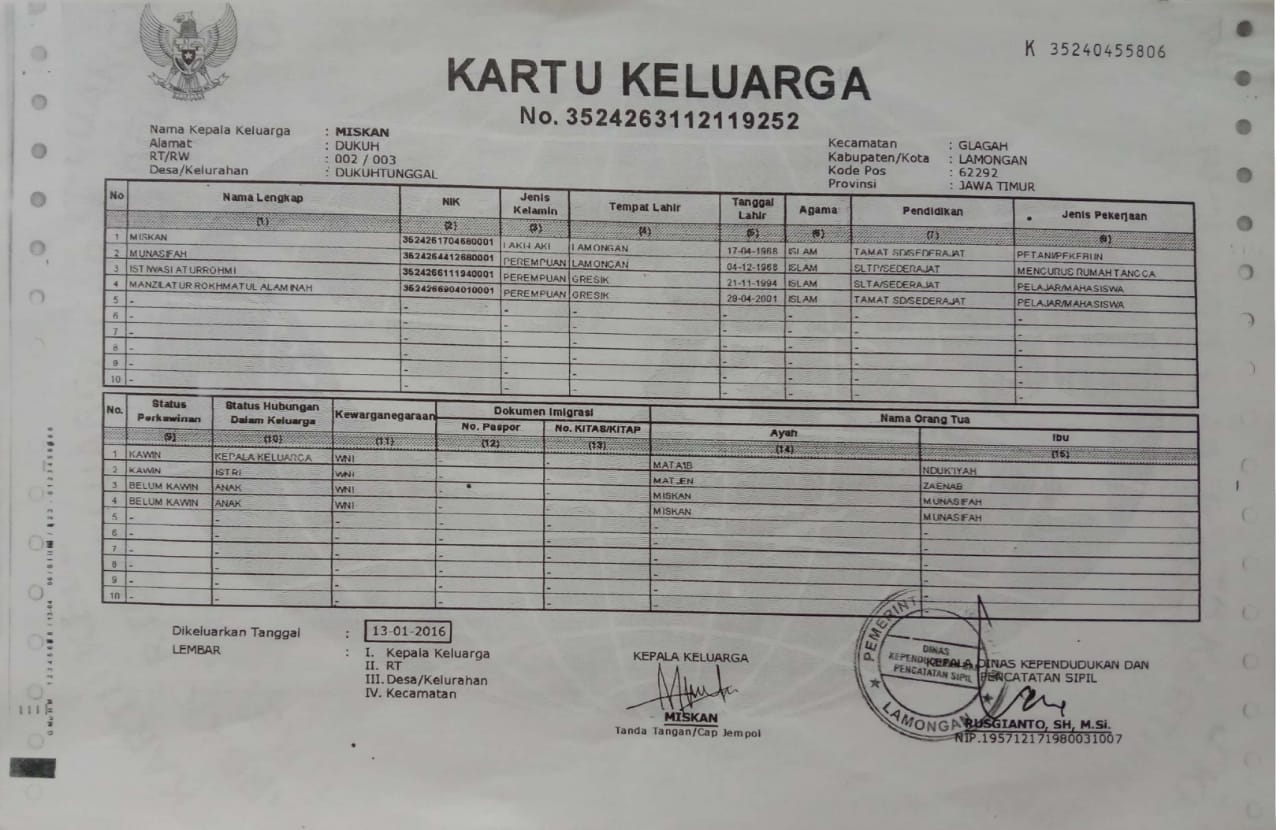 K 35240455806
KARTU KELUARGA
No. 3524263112119252
Nama Kepala Keluarga : MISKAN
Alamat : DUKUH
RT/RW : 002 / 003
Desa/Kelurahan : DUKUHTUNGGAL
Kecamatan : GLAGAH
Kabupaten/Kota : LAMONGAN
Kode Pos : 62292
Provinsi : JAWA TIMUR
No Nama Lengkap NIK Jenis Kelamin Tempat Lahir Tanggal Lahir Agama Pendidikan Jenis Pekerjaan
(1) (2) (3) (4) (5) (6) (7) (8)
1 MISKAN 3524261704680001 LAKI-LAKI LAMONGAN 17-04-1968 ISLAM TAMAT SD/SEDERAJAT PETANI/PEKEBUN
2 MUNASIFAH 3524264412680001 PEREMPUAN LAMONGAN 04-12-1968 ISLAM SLTP/SEDERAJAT MENGURUS RUMAH TANGGA
3 ISTIWASI ATURROHMI 3524266111940001 PEREMPUAN GRESIK 21-11-1994 ISLAM SLTA/SEDERAJAT PELAJAR/MAHASISWA
4 MANZILATUR ROKHMATUL ALAMINAH 3524266904010001 PEREMPUAN GRESIK 29-04-2001 ISLAM TAMAT SD/SEDERAJAT PELAJAR/MAHASISWA
5 - - - - - - - -
6 - - - - - - - -
7 - - - - - - - -
8 - - - - - - - -
9 - - - - - - - -
10 - - - - - - - -
No. Status Perkawinan Status Hubungan Dalam Keluarga Kewarganegaraan Dokumen Imigrasi Nama Orang Tua
No. Paspor No. KITAS/KITAP Ayah Ibu
(9) (10) (11) (12) (13) (14) (15)
1 KAWIN KEPALA KELUARGA WNI - - MATAIB NDUKIYAH
2 KAWIN ISTRI WNI - - MATJEN ZAENAB
3 BELUM KAWIN ANAK WNI - - MISKAN MUNASIFAH
4 BELUM KAWIN ANAK WNI - - MISKAN MUNASIFAH
5 - - - - - - -
6 - - - - - - -
7 - - - - - - -
8 - - - - - - -
9 - - - - - - -
10 - - - - - - -
Dikeluarkan Tanggal : 13-01-2016
LEMBAR : I. Kepala Keluarga
II. RT
III. Desa/Kelurahan
IV. Kecamatan
KEPALA KELUARGA
MISKAN
Tanda Tangan/Cap Jempol
PEMERINT
DINAS
KEPENDUDUKAN DAN
PENCATATAN SIPIL
LAMONGAN
KEPALA DINAS KEPENDUDUKAN DAN
PENCATATAN SIPIL
RUSGIANTO, SH, M.Si.
NIP.195712171980031007